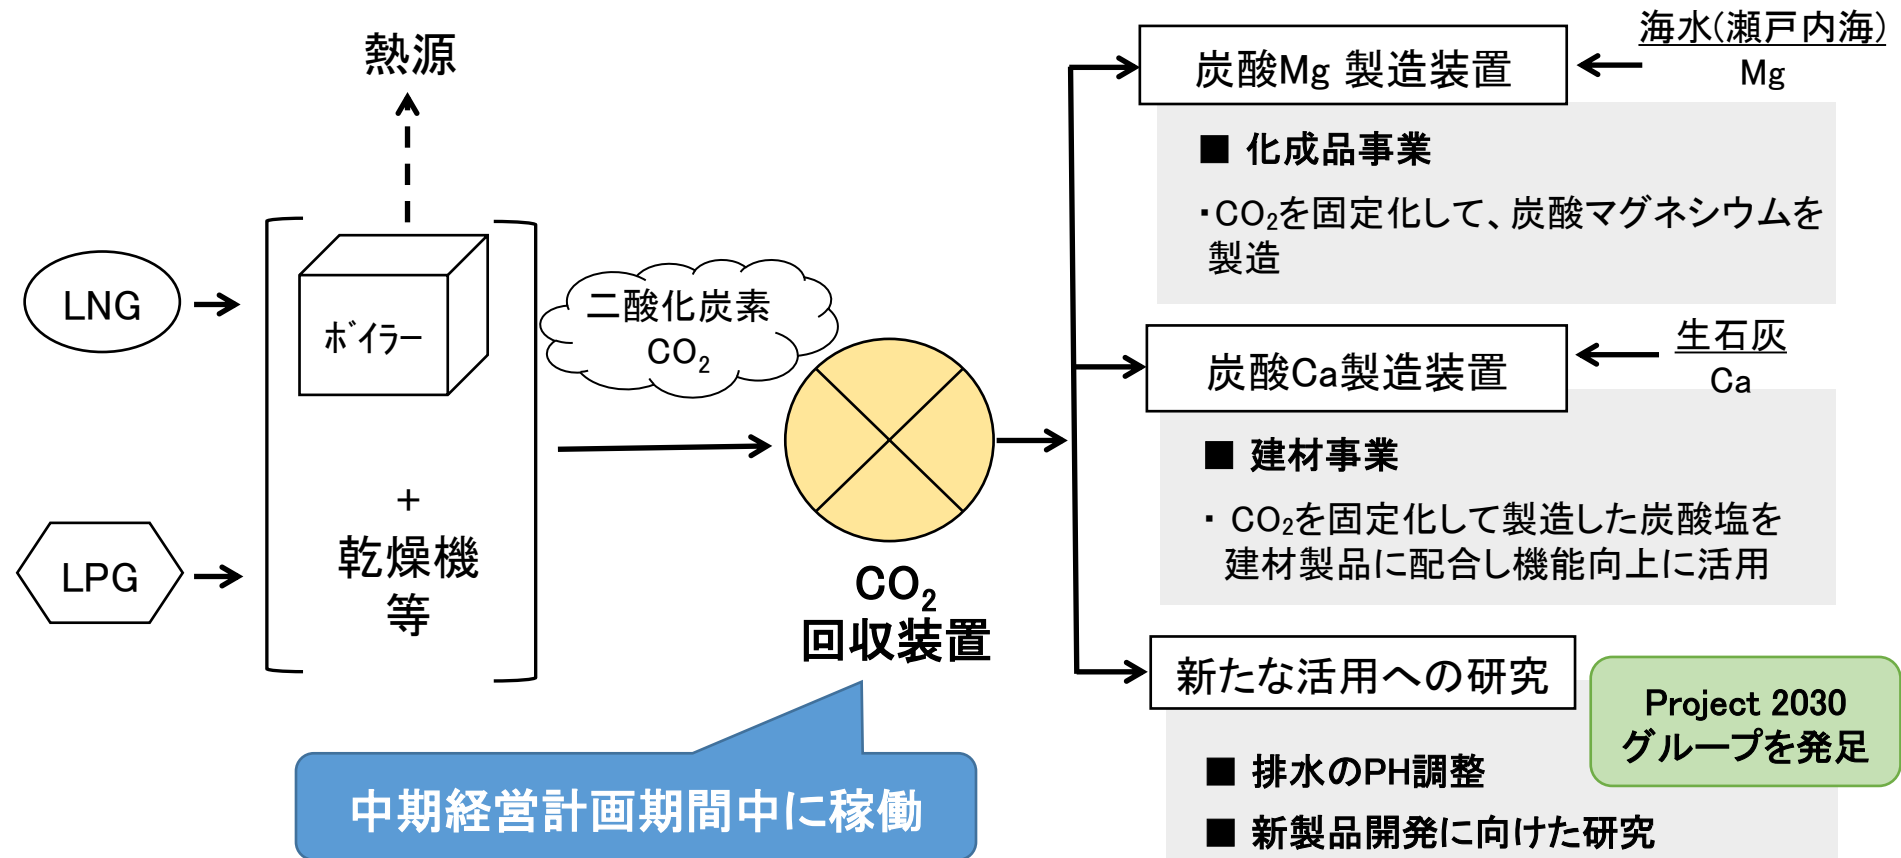 熱源
LNG
ﾎﾞｲﾗｰ
LPG
+
乾燥機
等
二酸化炭素
CO₂
CO₂
回収装置
中期経営計画期間中に稼働
炭酸Mg 製造装置
海水(瀬戸内海)
Mg
■ 化成品事業
・CO₂を固定化して、炭酸マグネシウムを
製造
炭酸Ca製造装置
生石灰
Ca
■ 建材事業
・ CO₂を固定化して製造した炭酸塩を
建材製品に配合し機能向上に活用
新たな活用への研究
Project 2030
グループを発足
■ 排水のPH調整
■ 新製品開発に向けた研究